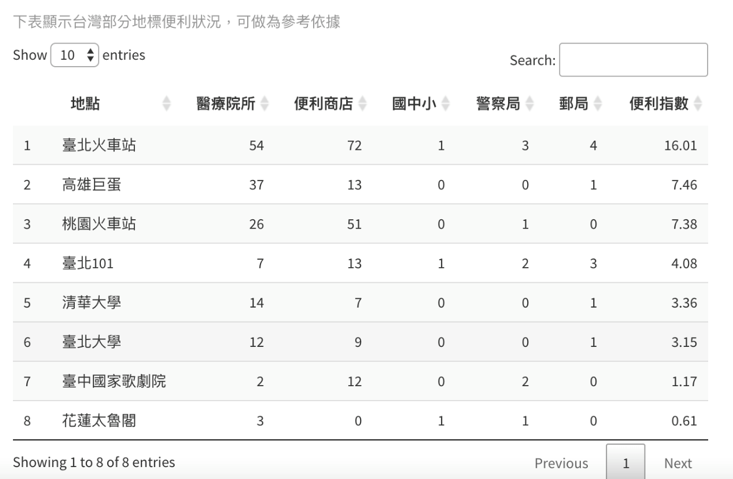 下表顯示台灣部分地標便利狀況，可做為參考依據
Show 10 entries
Search:
地點 醫療院所 便利商店 國中小 警察局 郵局 便利指數
1 臺北火車站 54 72 1 3 4 16.01
2 高雄巨蛋 37 13 0 0 1 7.46
3 桃園火車站 26 51 0 1 0 7.38
4 臺北101 7 13 1 2 3 4.08
5 清華大學 14 7 0 0 1 3.36
6 臺北大學 12 9 0 0 1 3.15
7 臺中國家歌劇院 2 12 0 2 0 1.17
8 花蓮太魯閣 3 0 1 1 0 0.61
Showing 1 to 8 of 8 entries
Previous 1 Next